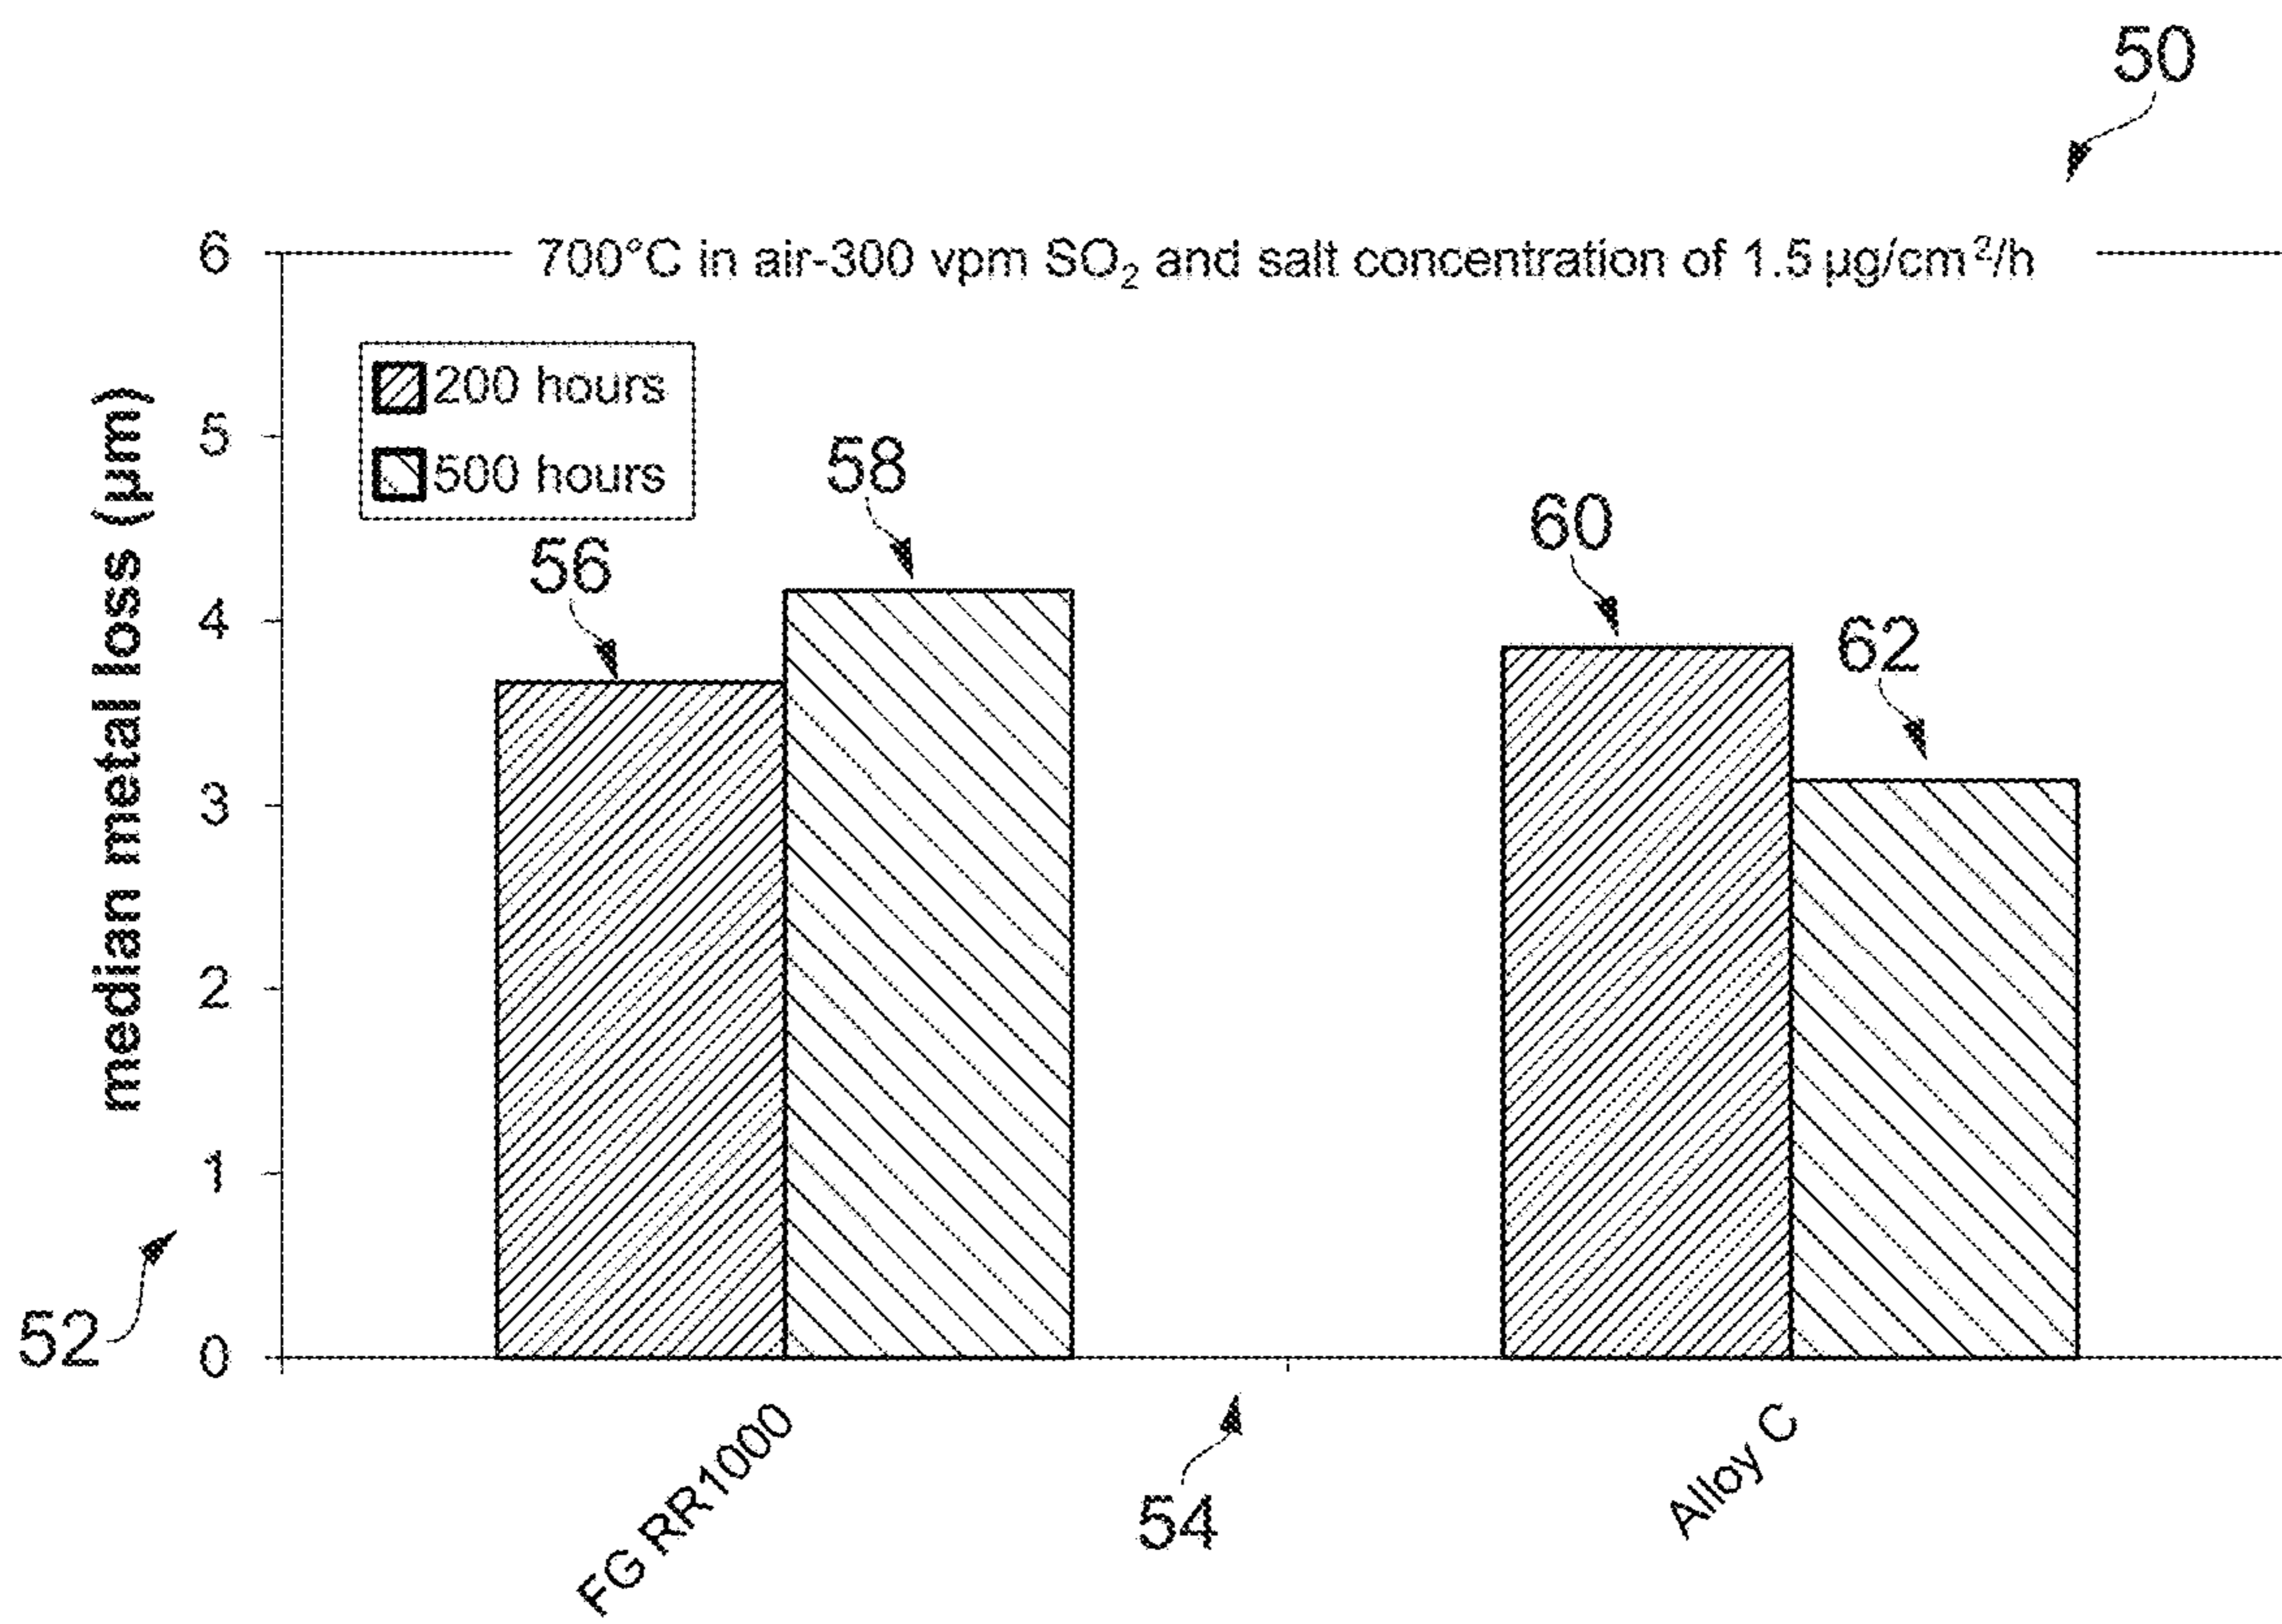 50
6
700°C in air-300 vpm SO₂ and salt concentration of 1.5 µg/cm²/h
200 hours
500 hours
5
58
60
56
4
62
median metal loss (µm)
3
2
1
52
0
FG RR1000
54
Alloy C